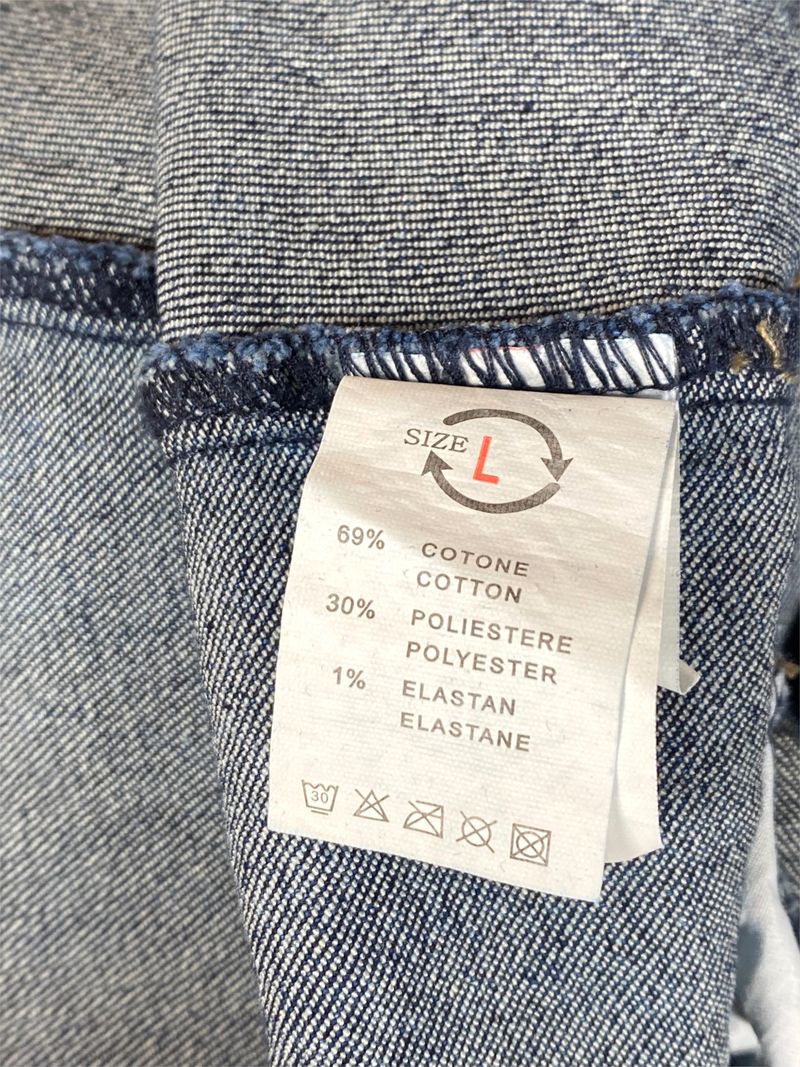 SIZE L
69% COTONE
COTTON
30% POLIESTERE
POLYESTER
1% ELASTAN
ELASTANE
30